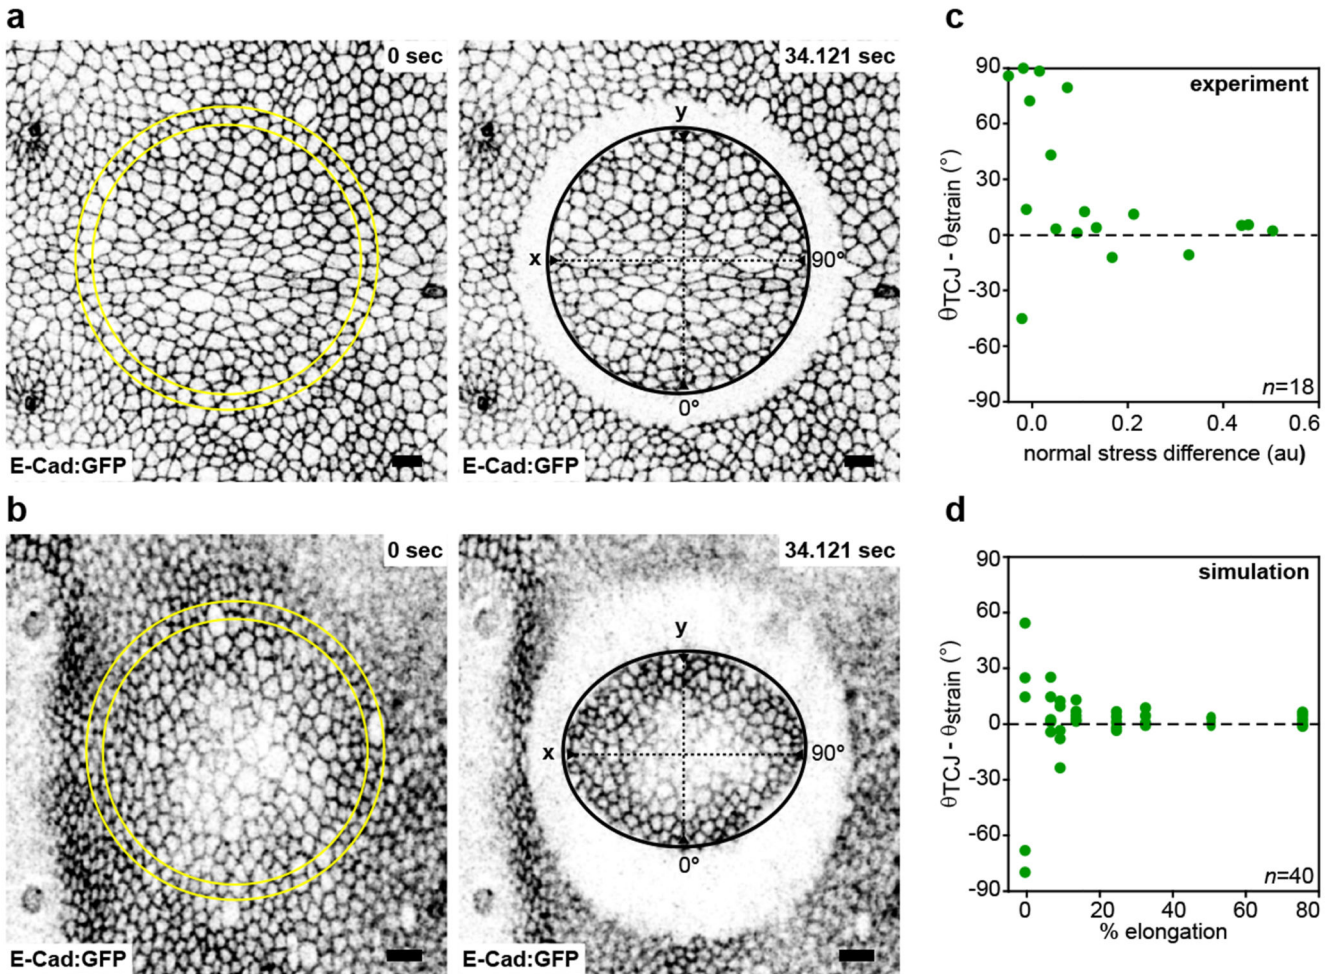 a
0 sec
E-Cad:GFP
34.121 sec
y
x
90°
0°
E-Cad:GFP
c
90
60
30
0
-30
-60
-90
θTCJ - θstrain (°)
experiment
n=18
0.0 0.2 0.4 0.6
normal stress difference (au)
b
0 sec
E-Cad:GFP
34.121 sec
y
x
90°
0°
E-Cad:GFP
d
90
60
30
0
-30
-60
-90
θTCJ - θstrain (°)
simulation
n=40
0 20 40 60 80
% elongation